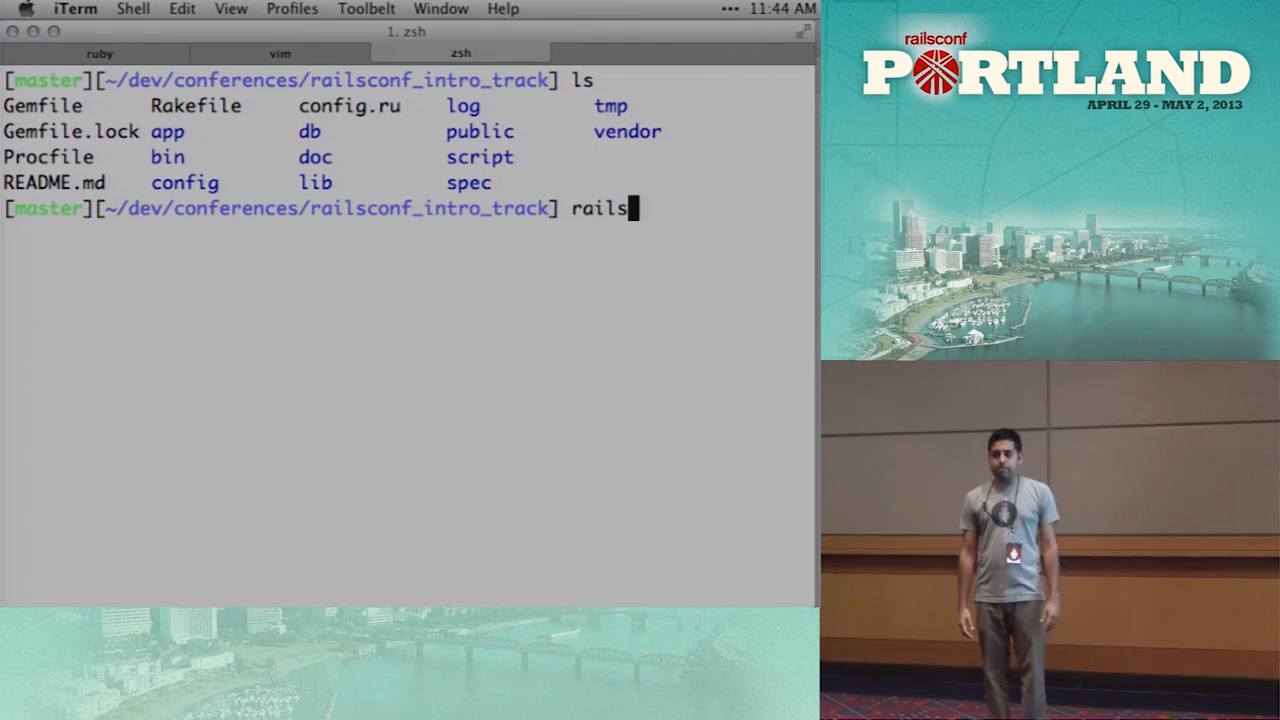 iTerm Shell Edit View Profiles Toolbelt Window Help ••• 11:44 AM
1. zsh
ruby vim zsh
[master][~/dev/conferences/railsconf_intro_track] ls
Gemfile Rakefile config.ru log tmp
Gemfile.lock app db public vendor
Procfile bin doc script
README.md config lib spec
[master][~/dev/conferences/railsconf_intro_track] rails
railsconf
PORTLAND
APRIL 29 - MAY 2, 2013